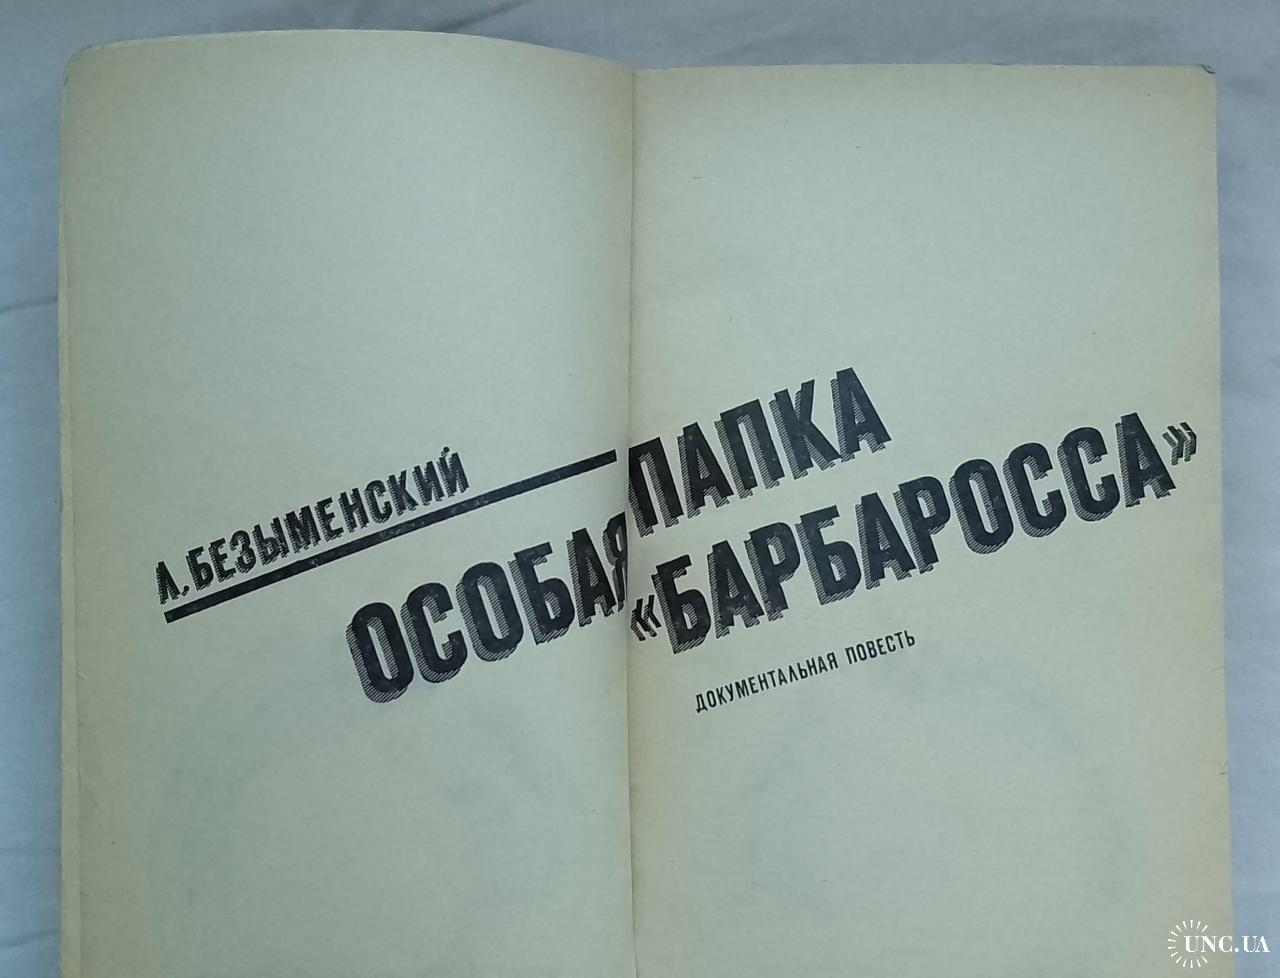 Л. БЕЗЫМЕНСКИЙ
ОСОБАЯ ПАПКА
«БАРБАРОССА»
ДОКУМЕНТАЛЬНАЯ ПОВЕСТЬ
UNC.UA